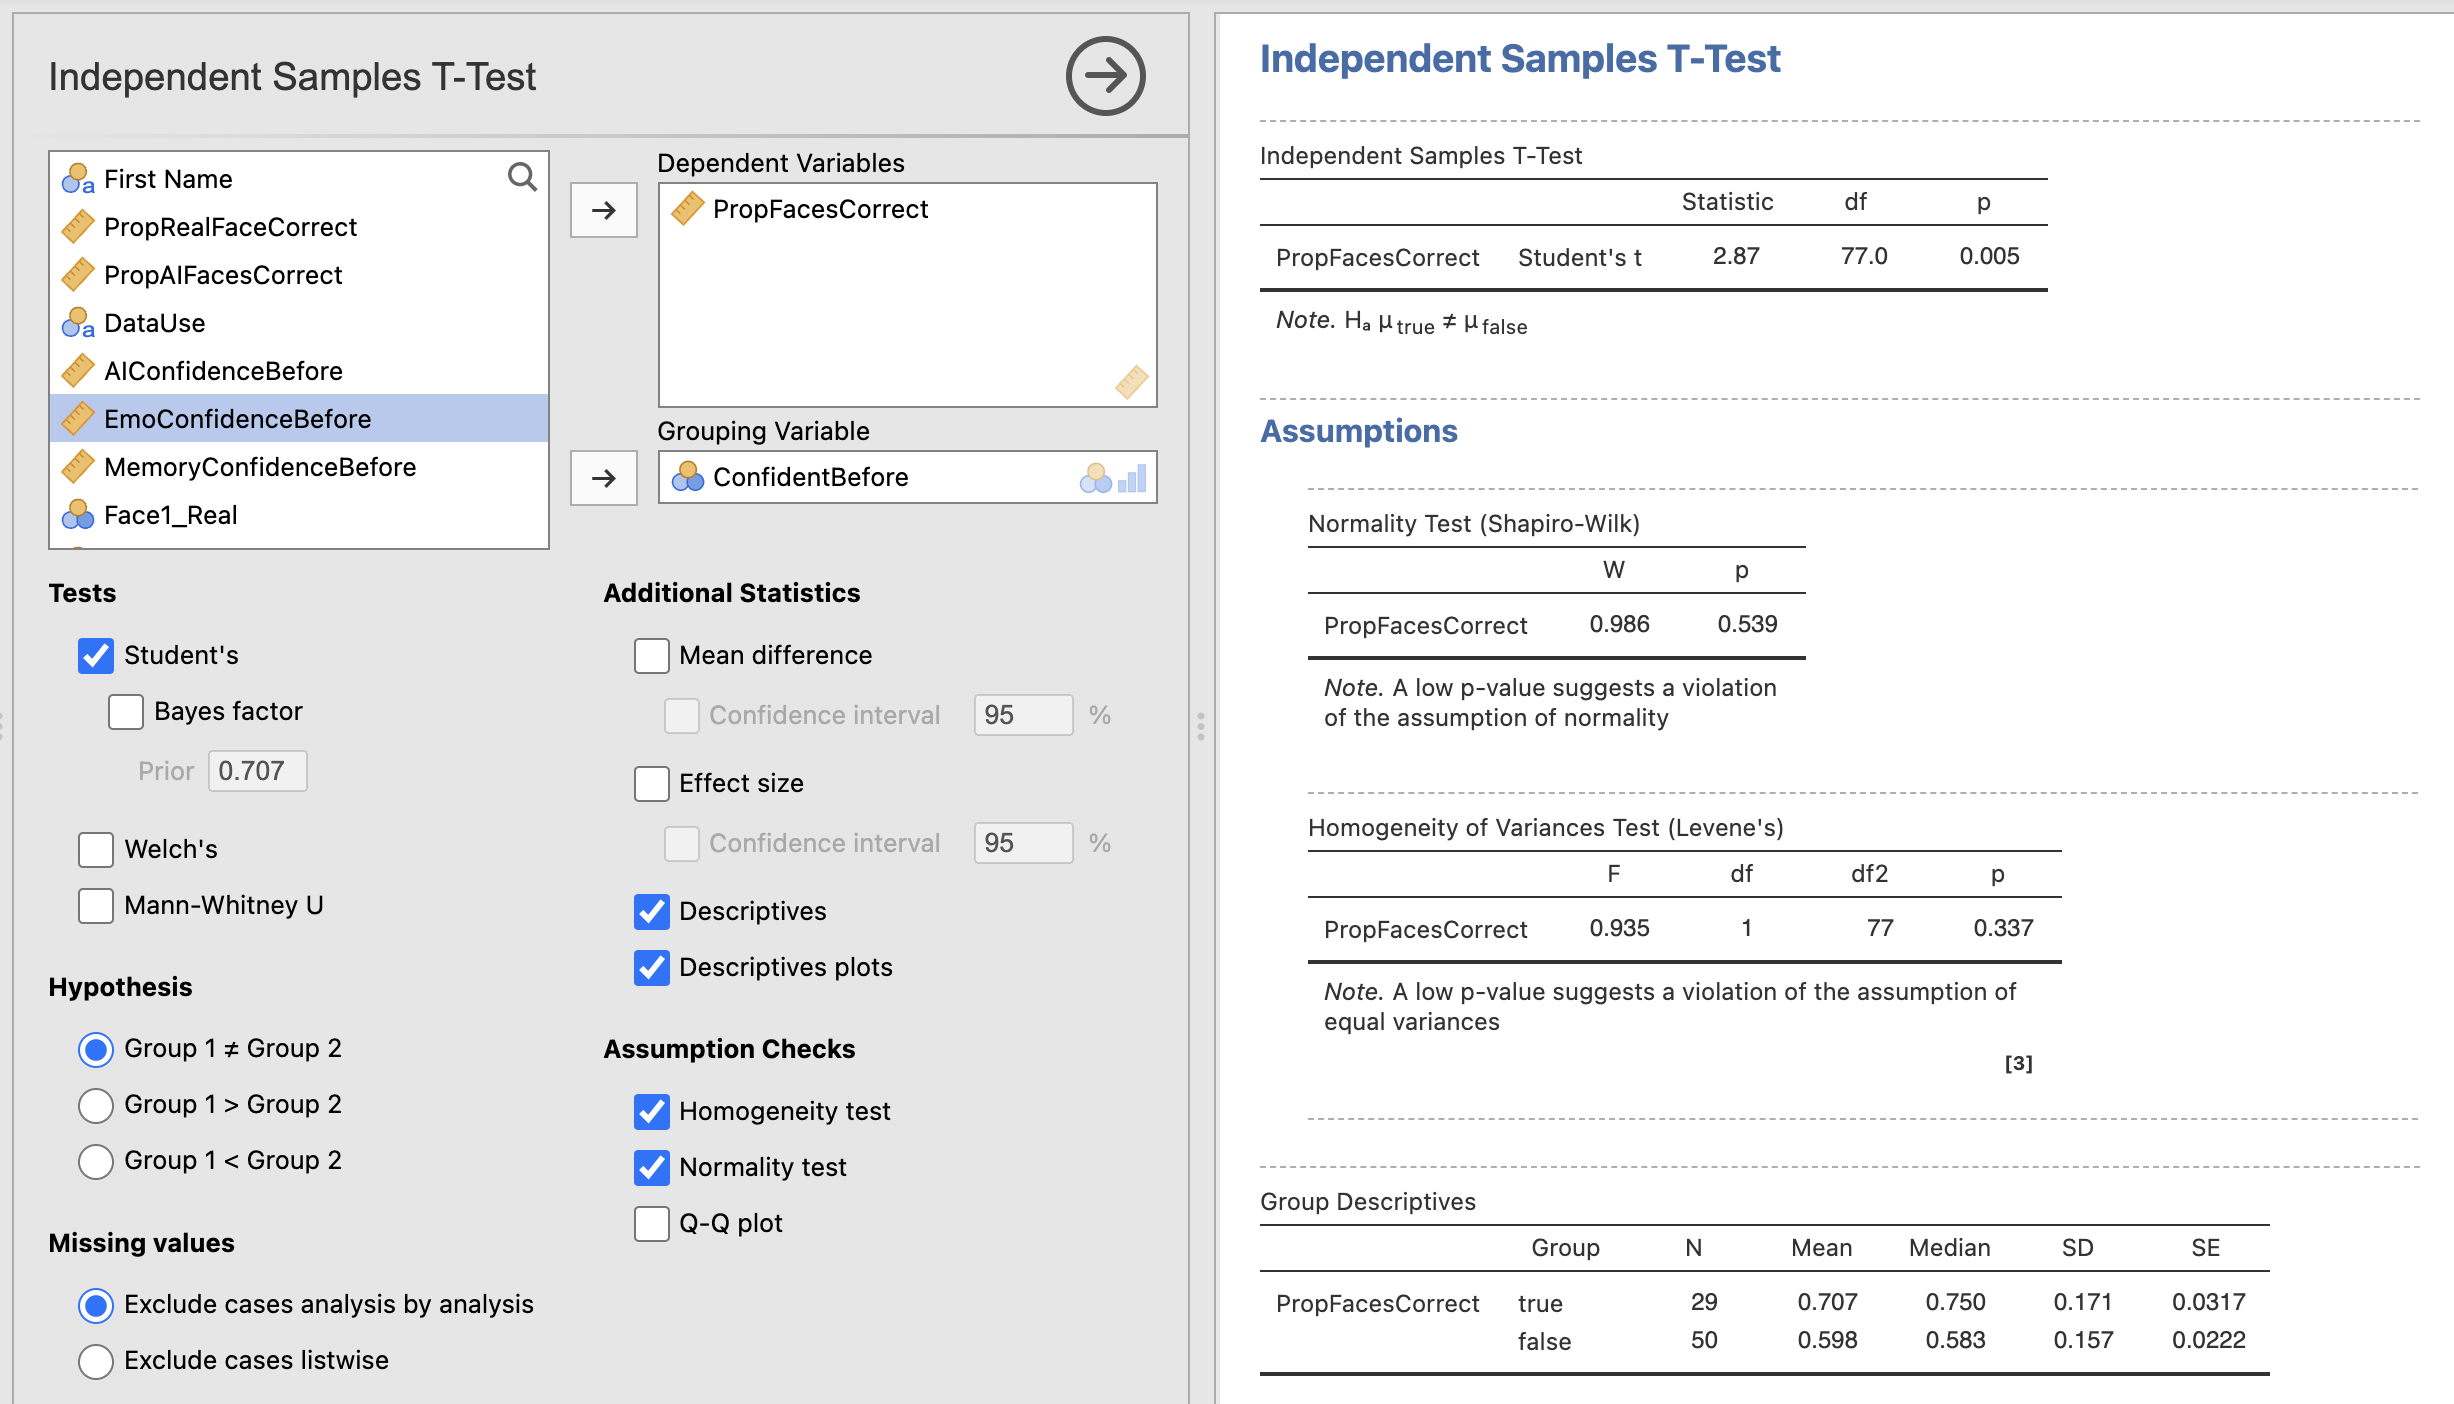 Independent Samples T-Test
First Name
PropRealFaceCorrect
PropAIFacesCorrect
DataUse
AIConfidenceBefore
EmoConfidenceBefore
MemoryConfidenceBefore
Face1_Real
Dependent Variables
PropFacesCorrect
Grouping Variable
ConfidentBefore
Tests
Student's
Bayes factor
Prior 0.707
Welch's
Mann-Whitney U
Hypothesis
Group 1 ≠ Group 2
Group 1 > Group 2
Group 1 < Group 2
Missing values
Exclude cases analysis by analysis
Exclude cases listwise
Additional Statistics
Mean difference
Confidence interval 95 %
Effect size
Confidence interval 95 %
Descriptives
Descriptives plots
Assumption Checks
Homogeneity test
Normality test
Q-Q plot
Independent Samples T-Test
Independent Samples T-Test
Statistic df p
PropFacesCorrect Student's t 2.87 77.0 0.005
Note. Hₐ μ true ≠ μ false
Assumptions
Normality Test (Shapiro-Wilk)
W p
PropFacesCorrect 0.986 0.539
Note. A low p-value suggests a violation
of the assumption of normality
Homogeneity of Variances Test (Levene's)
F df df2 p
PropFacesCorrect 0.935 1 77 0.337
Note. A low p-value suggests a violation of the assumption of
equal variances
[3]
Group Descriptives
Group N Mean Median SD SE
PropFacesCorrect true 29 0.707 0.750 0.171 0.0317
false 50 0.598 0.583 0.157 0.0222